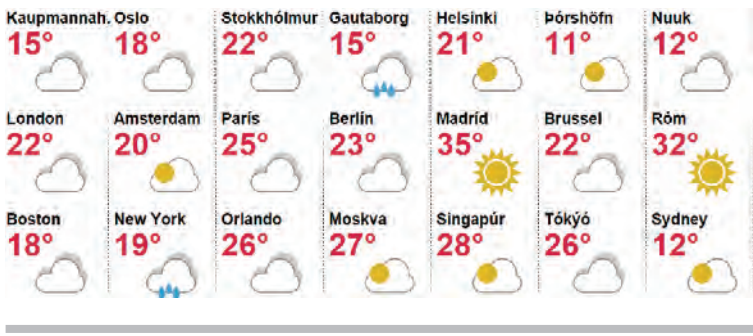 Kaupmannah. Oslo Stokkhólmur Gautaborg Helsinki Þórshöfn Nuuk
15° 18° 22° 15° 21° 11° 12°
London Amsterdam París Berlín Madríd Brussel Róm
22° 20° 25° 23° 35° 22° 32°
Boston New York Orlando Moskva Singapúr Tókýó Sydney
18° 19° 26° 27° 28° 26° 12°